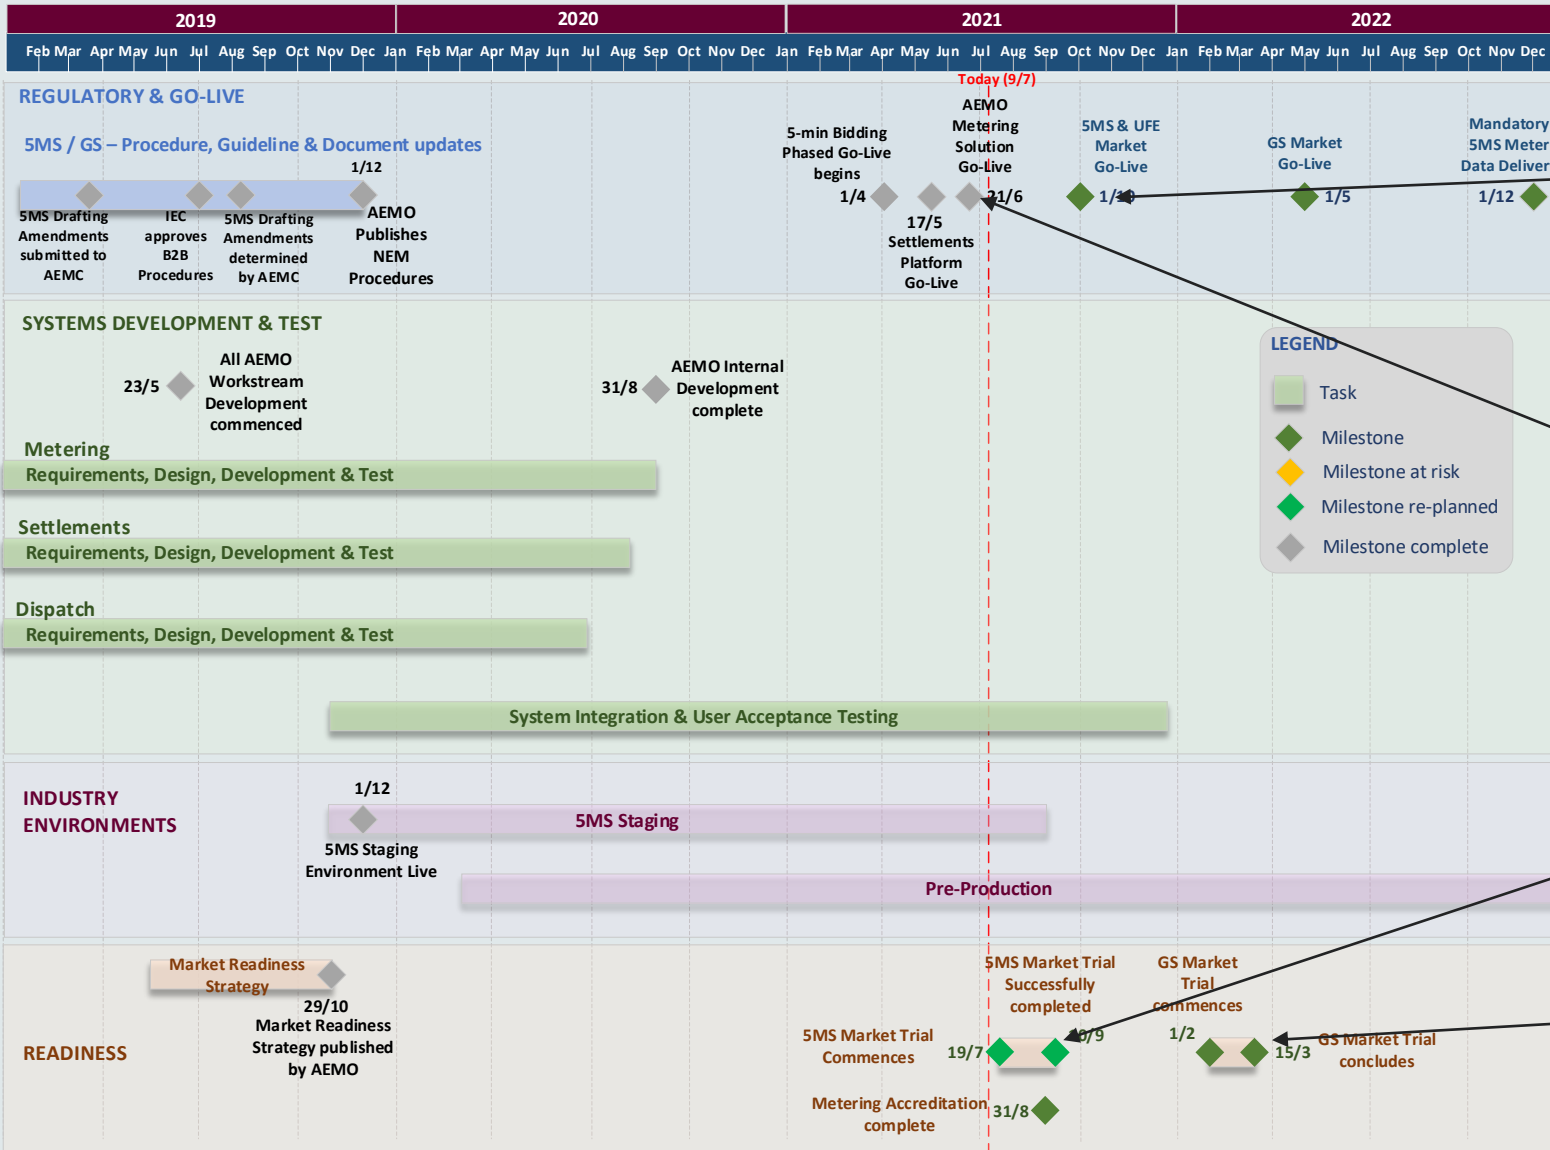 2019 2020 2021 2022
Feb Mar Apr May Jun Jul Aug Sep Oct Nov Dec Jan Feb Mar Apr May Jun Jul Aug Sep Oct Nov Dec Jan Feb Mar Apr May Jun Jul Aug Sep Oct Nov Dec Jan Feb Mar Apr May Jun Jul Aug Sep Oct Nov Dec
Today (9/7)
REGULATORY & GO-LIVE
5MS / GS – Procedure, Guideline & Document updates
1/12
5MS Drafting
Amendments
submitted to
AEMC
IEC
approves
B2B
Procedures
5MS Drafting
Amendments
determined
by AEMC
AEMO
Publishes
NEM
Procedures
5-min Bidding
Phased Go-Live
begins
1/4
17/5
Settlements
Platform
Go-Live
AEMO
Metering
Solution
Go-Live
21/6
5MS & UFE
Market
Go-Live
GS Market
Go-Live
1/5
Mandatory
5MS Meter
Data Deliver
1/12
SYSTEMS DEVELOPMENT & TEST
23/5
All AEMO
Workstream
Development
commenced
31/8
AEMO Internal
Development
complete
Metering
Requirements, Design, Development & Test
Settlements
Requirements, Design, Development & Test
Dispatch
Requirements, Design, Development & Test
System Integration & User Acceptance Testing
LEGEND
Task
Milestone
Milestone at risk
Milestone re-planned
Milestone complete
INDUSTRY
ENVIRONMENTS
1/12
5MS Staging
5MS Staging
Environment Live
Pre-Production
READINESS
Market Readiness
Strategy
29/10
Market Readiness
Strategy published
by AEMO
5MS Market Trial
Commences
19/7
5MS Market Trial
Successfully
completed
GS Market
Trial
commences
1/2
15/3
GS Market Trial
concludes
Metering Accreditation
complete
31/8